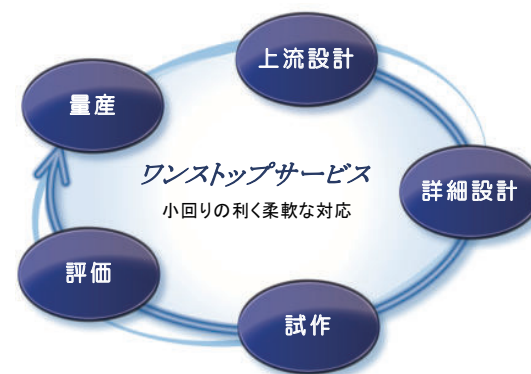 上流設計
量産
ワンストップサービス
小回りの利く柔軟な対応
詳細設計
評価
試作